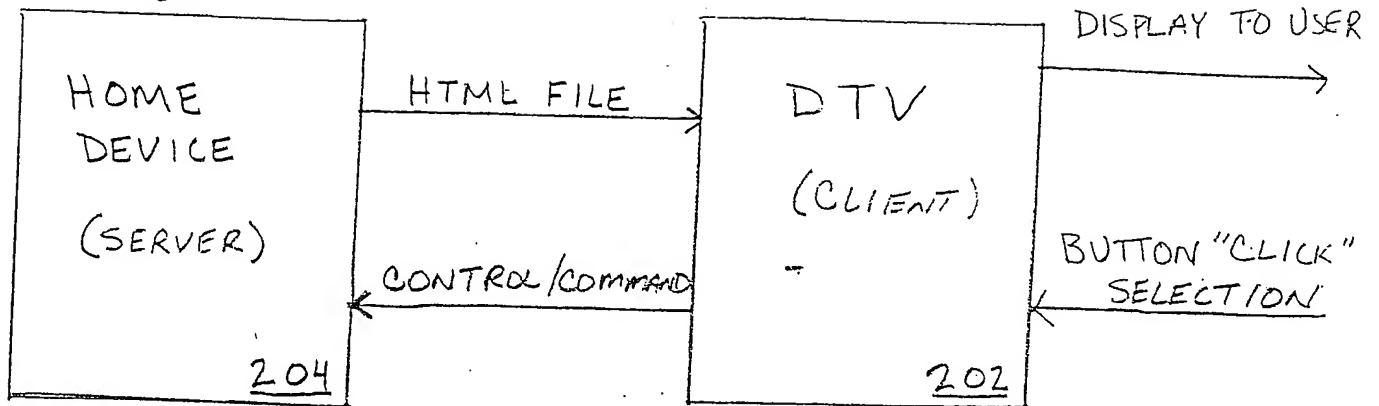 HOME
DEVICE
(SERVER)
204
HTML FILE
CONTROL/COMMAND
DTV
(CLIENT)
-
202
DISPLAY TO USER
BUTTON "CLICK"
SELECTION